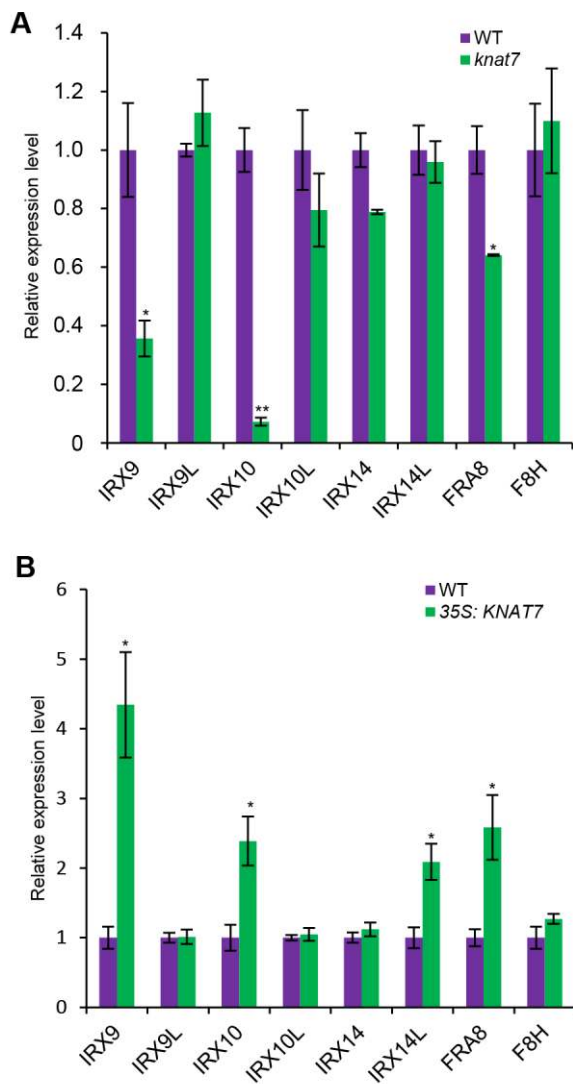 A
1.4
1.2
1.0
0.8
0.6
0.4
0.2
0
Relative expression level
WT
knat7
*
**
*
IRX9
IRX9L
IRX10
IRX10L
IRX14
IRX14L
FRA8
F8H
B
6
5
4
3
2
1
0
Relative expression level
WT
35S: KNAT7
*
*
*
*
IRX9
IRX9L
IRX10
IRX10L
IRX14
IRX14L
FRA8
F8H